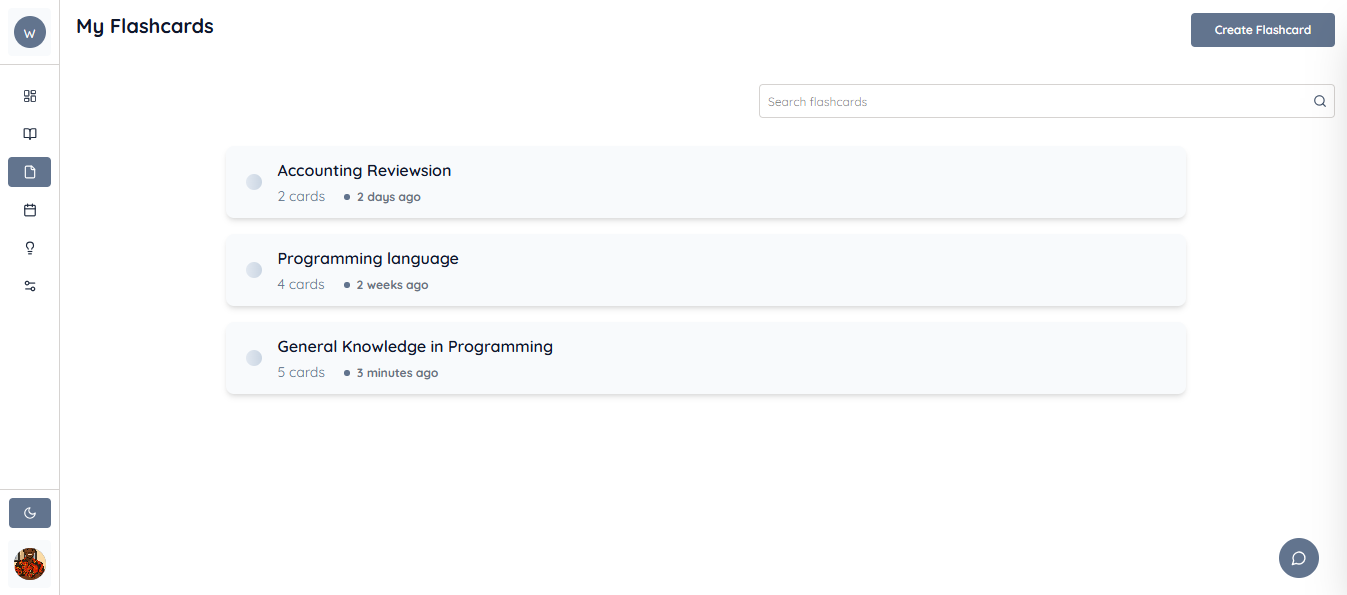 w
My Flashcards
Create Flashcard
Search flashcards
Accounting Reviewsion
2 cards • 2 days ago
Programming language
4 cards • 2 weeks ago
General Knowledge in Programming
5 cards • 3 minutes ago